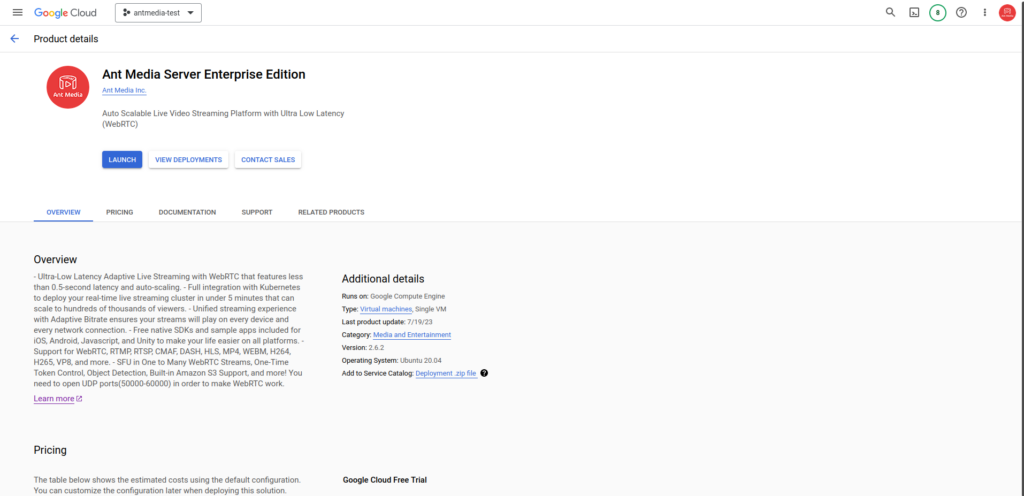 Google Cloud
antmedia-test
8
Product details
Ant Media
Ant Media Server Enterprise Edition
Ant Media Inc.
Auto Scalable Live Video Streaming Platform with Ultra Low Latency
(WebRTC)
LAUNCH
VIEW DEPLOYMENTS
CONTACT SALES
OVERVIEW
PRICING
DOCUMENTATION
SUPPORT
RELATED PRODUCTS
Overview
- Ultra-Low Latency Adaptive Live Streaming with WebRTC that features less
than 0.5-second latency and auto-scaling. - Full integration with Kubernetes
to deploy your real-time live streaming cluster in under 5 minutes that can
scale to hundreds of thousands of viewers. - Unified streaming experience
with Adaptive Bitrate ensures your streams will play on every device and
every network connection. - Free native SDKs and sample apps included for
iOS, Android, Javascript, and Unity to make your life easier on all platforms. -
Support for WebRTC, RTMP, RTSP, CMAF, DASH, HLS, MP4, WEBM, H264,
H265, VP8, and more. - SFU in One to Many WebRTC Streams, One-Time
Token Control, Object Detection, Built-in Amazon S3 Support, and more! You
need to open UDP ports(50000-60000) in order to make WebRTC work.
Learn more
Additional details
Runs on: Google Compute Engine
Type: Virtual machines, Single VM
Last product update: 7/19/23
Category: Media and Entertainment
Version: 2.6.2
Operating System: Ubuntu 20.04
Add to Service Catalog: Deployment .zip file
Pricing
The table below shows the estimated costs using the default configuration.
You can customize the configuration later when deploying this solution.
Google Cloud Free Trial